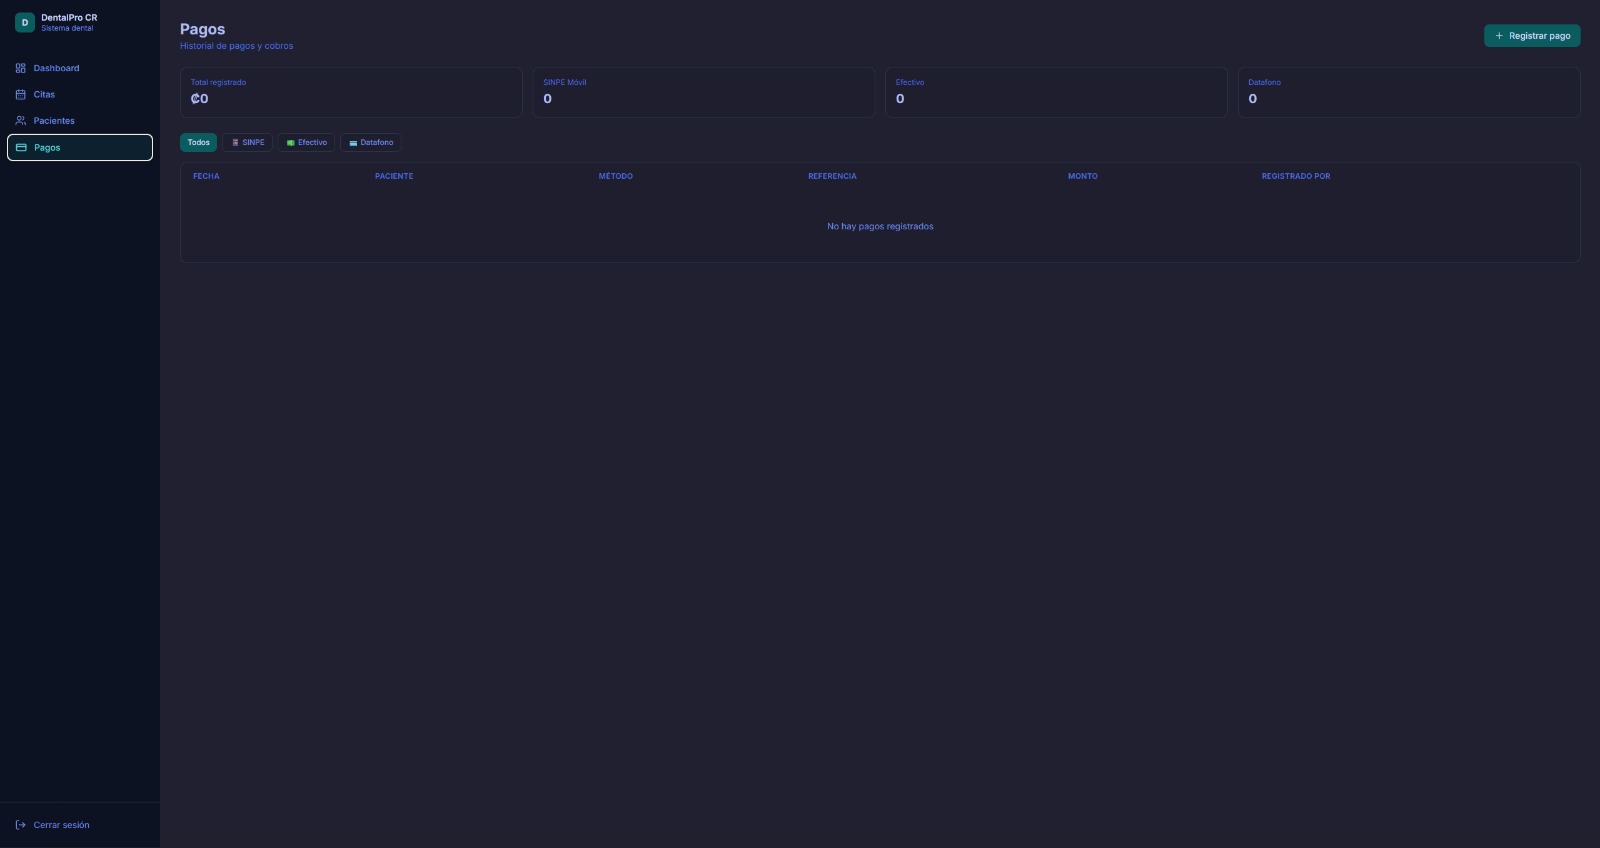 D
DentalPro CR
Sistema dental
Dashboard
Citas
Pacientes
Pagos
Cerrar sesión
Pagos
Historial de pagos y cobros
+ Registrar pago
Total registrado
₡0
SINPE Móvil
0
Efectivo
0
Datafono
0
Todos
SINPE
Efectivo
Datafono
FECHA PACIENTE MÉTODO REFERENCIA MONTO REGISTRADO POR
No hay pagos registrados